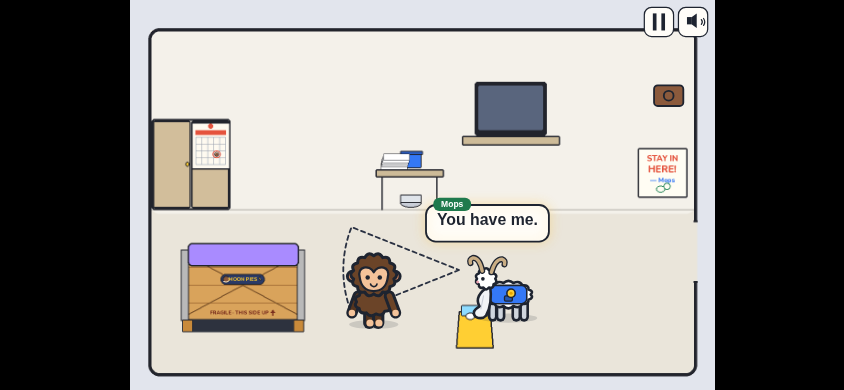 STAY IN
HERE!
— Mops
Mops
You have me.
MOON PIES
FRAGILE · THIS SIDE UP